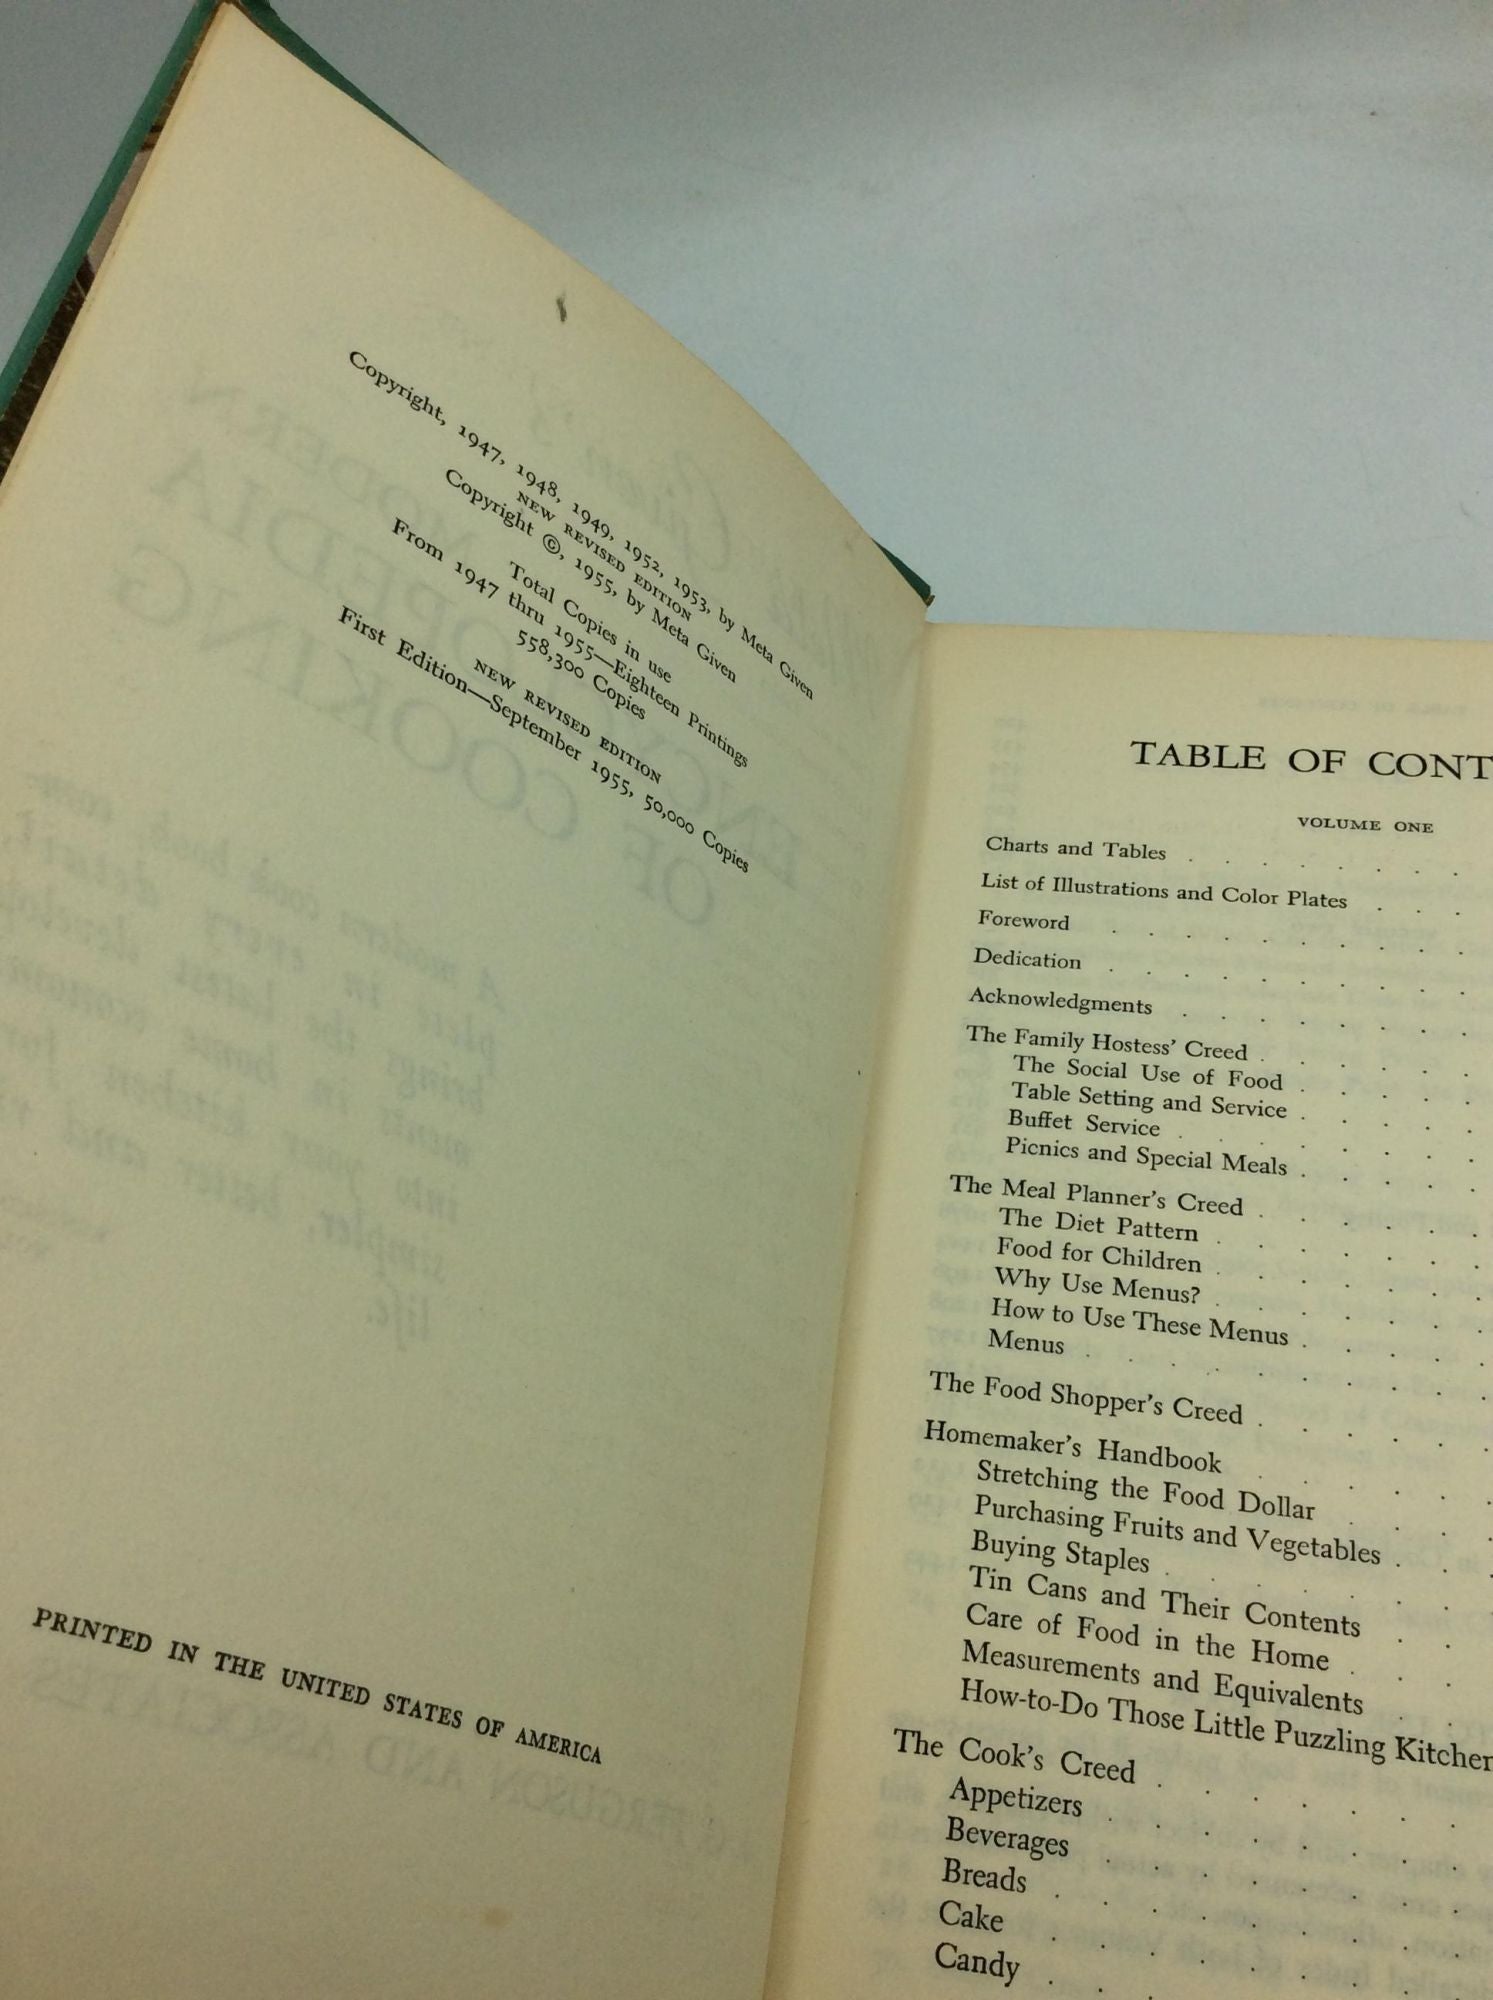 Copyright, 1947, 1948, 1949, 1952, 1953, by Meta Given
NEW REVISED EDITION
Copyright ©, 1955, by Meta Given
Total Copies in use
From 1947 thru 1955—Eighteen Printings
558,300 Copies
NEW REVISED EDITION
First Edition—September 1955, 50,000 Copies
PRINTED IN THE UNITED STATES OF AMERICA
TABLE OF CONT
VOLUME ONE
Charts and Tables
List of Illustrations and Color Plates
Foreword
Dedication
Acknowledgments
The Family Hostess' Creed
The Social Use of Food
Table Setting and Service
Buffet Service
Picnics and Special Meals
The Meal Planner's Creed
The Diet Pattern
Food for Children
Why Use Menus?
How to Use These Menus
Menus
The Food Shopper's Creed
Homemaker's Handbook
Stretching the Food Dollar
Purchasing Fruits and Vegetables
Buying Staples
Tin Cans and Their Contents
Care of Food in the Home
Measurements and Equivalents
How-to-Do Those Little Puzzling Kitchen
The Cook's Creed
Appetizers
Beverages
Breads
Cake
Candy